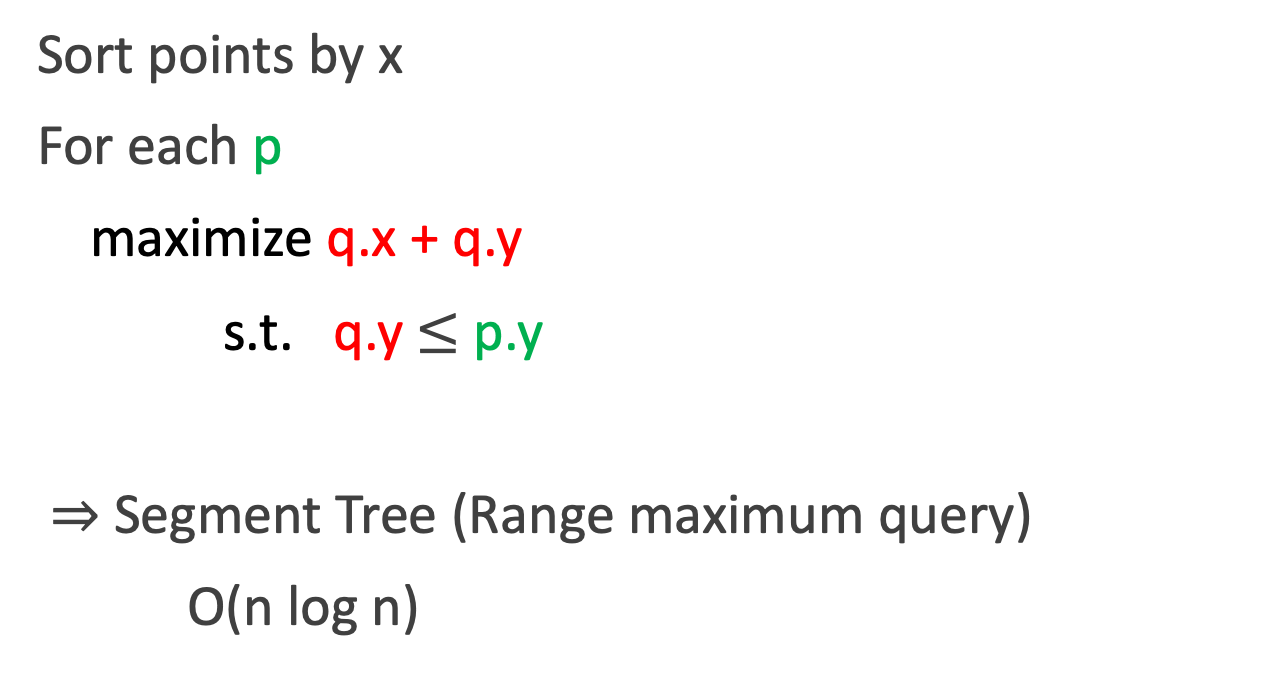 Sort points by x
For each p
maximize q.x + q.y
s.t. q.y ≤ p.y
⇒ Segment Tree (Range maximum query)
O(n log n)